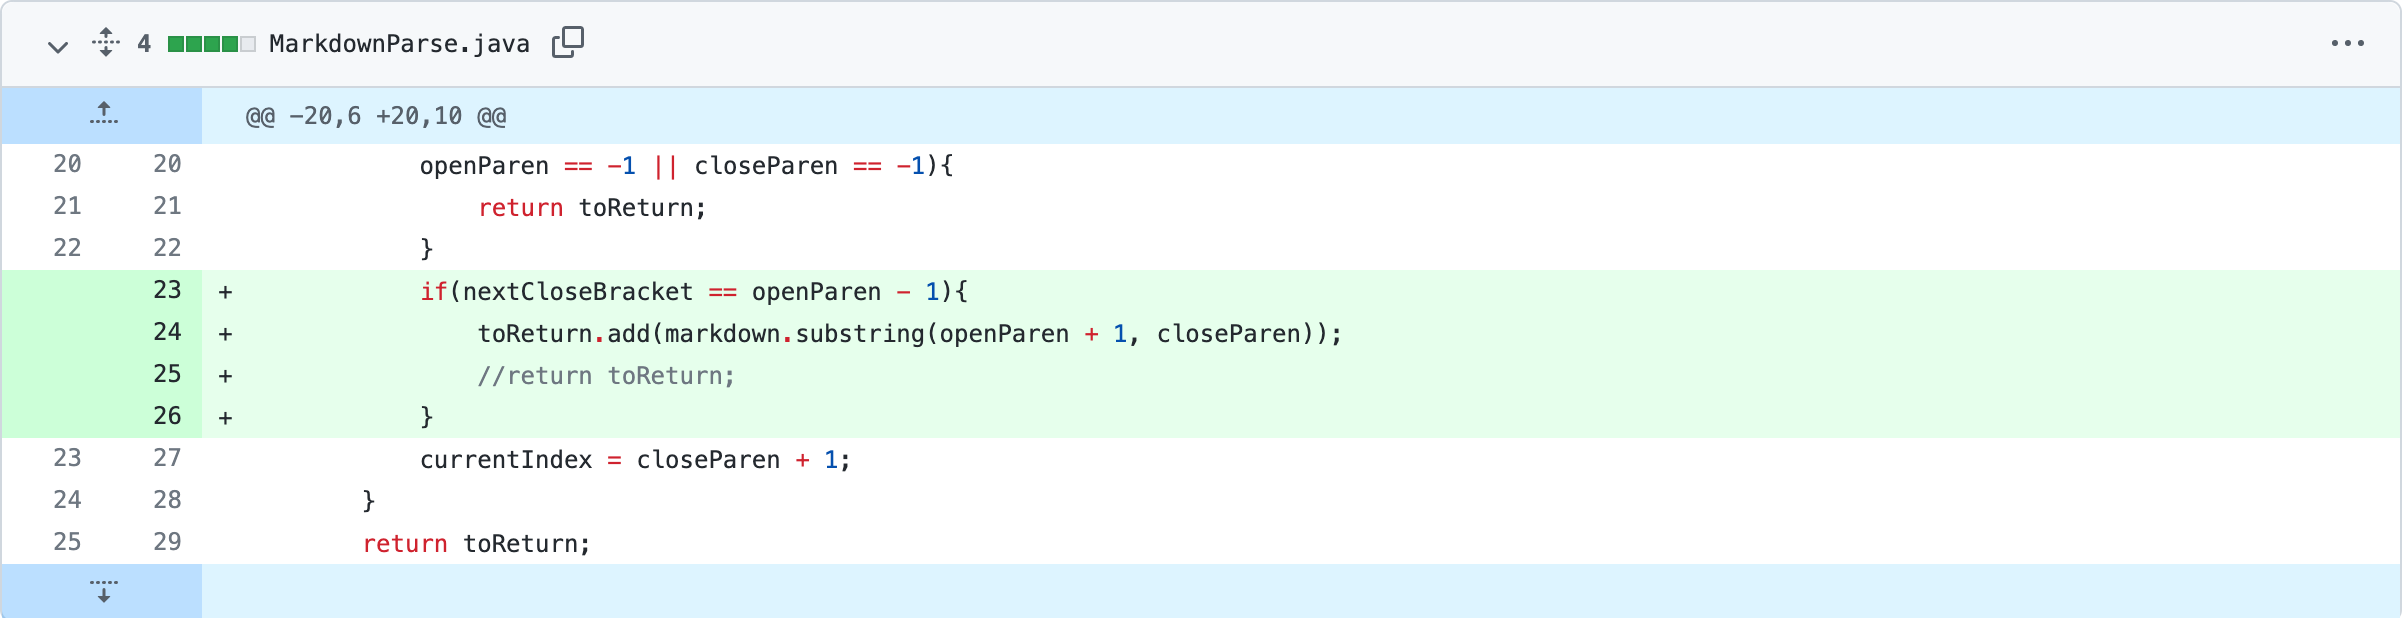 4 MarkdownParse.java
@@ -20,6 +20,10 @@
20 20 openParen == -1 || closeParen == -1){
21 21 return toReturn;
22 22 }
23 + if(nextCloseBracket == openParen - 1){
24 + toReturn.add(markdown.substring(openParen + 1, closeParen));
25 + //return toReturn;
26 + }
23 27 currentIndex = closeParen + 1;
24 28 }
25 29 return toReturn;